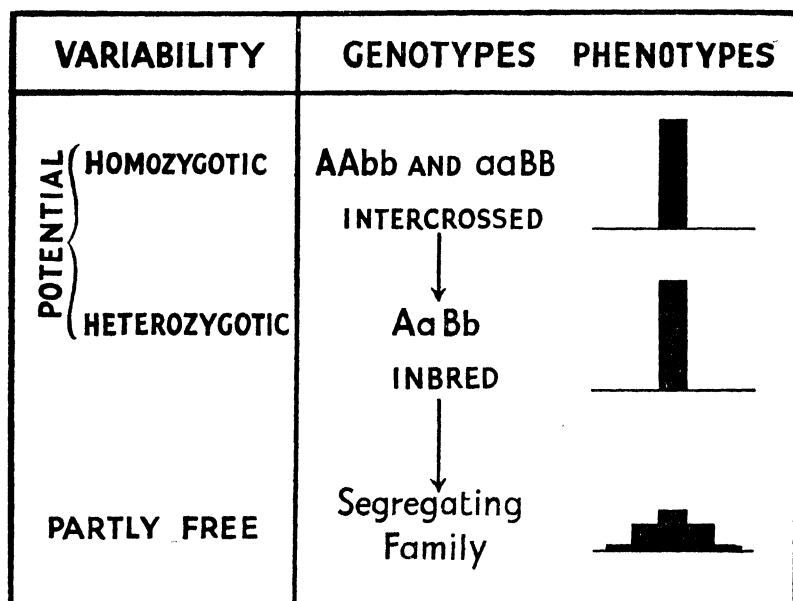 VARIABILITY GENOTYPES PHENOTYPES
POTENTIAL
HOMOZYGOTIC AAbb AND aaBB
INTERCROSSED
HETEROZYGOTIC AaBb
INBRED
PARTLY FREE Segregating
Family